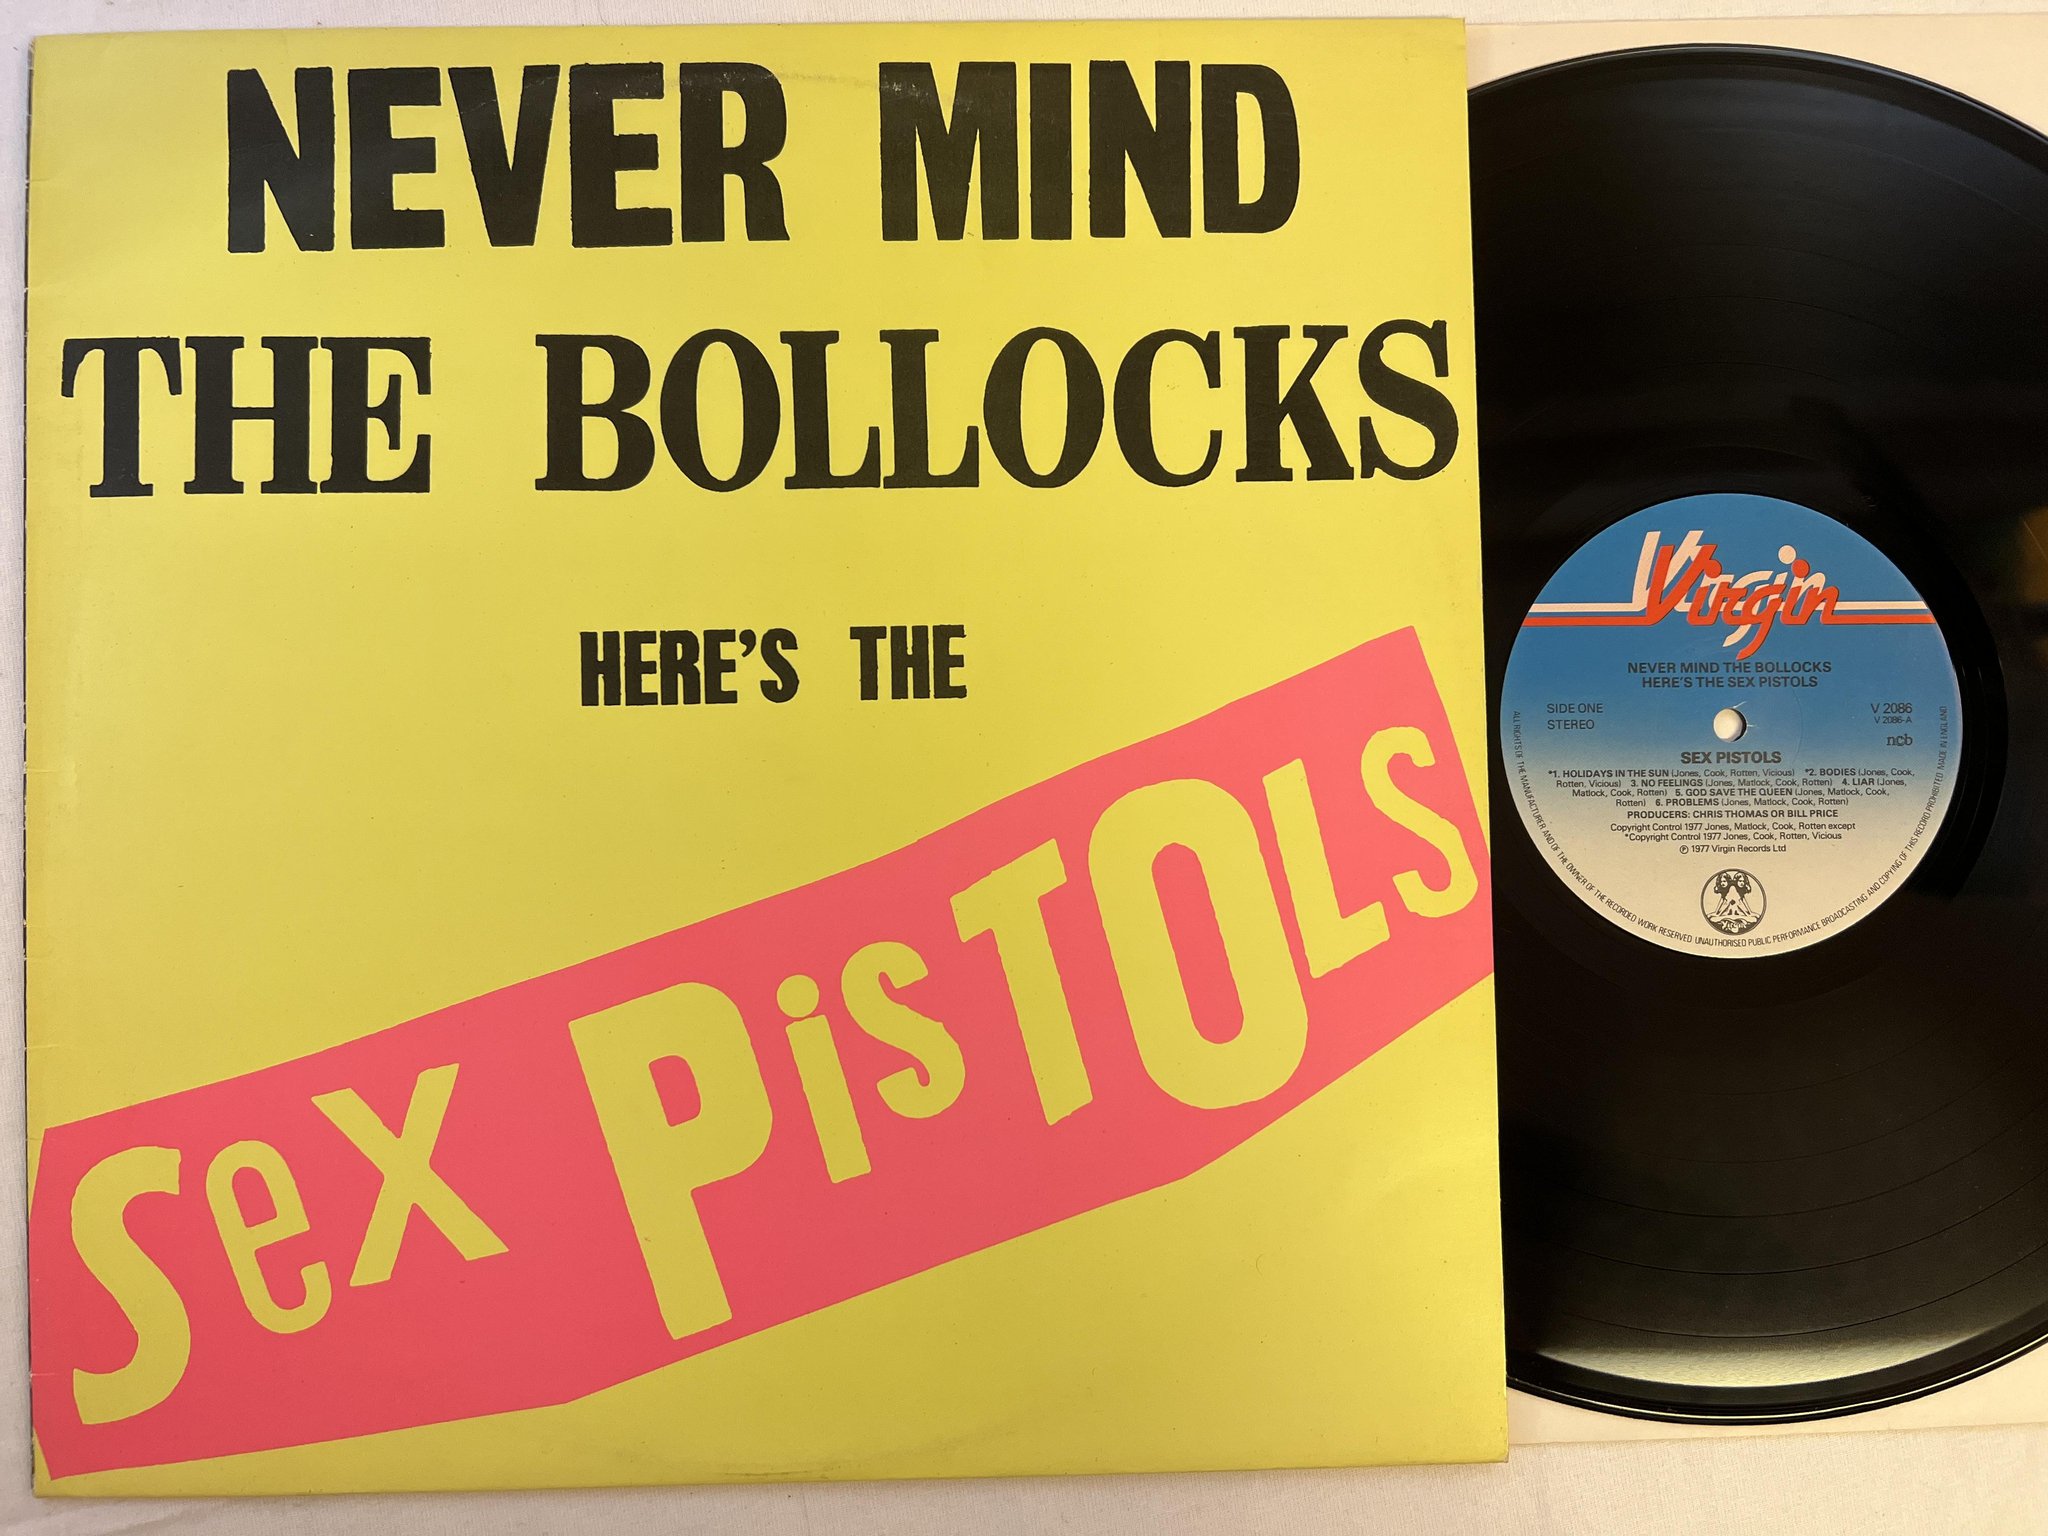 NEVER MIND
THE BOLLOCKS
HERE'S THE
SeX PiSTOLS
Virgin
NEVER MIND THE BOLLOCKS
HERE'S THE SEX PISTOLS
SIDE ONE
STEREO
V 2086
V 2086-A
ncb
SEX PISTOLS
*1. HOLIDAYS IN THE SUN (Jones, Cook, Rotten, Vicious) *2. BODIES (Jones, Cook,
Rotten, Vicious) 3. NO FEELINGS (Jones, Matlock, Cook, Rotten) 4. LIAR (Jones,
Matlock, Cook, Rotten) 5. GOD SAVE THE QUEEN (Jones, Matlock, Cook,
Rotten) 6. PROBLEMS (Jones, Matlock, Cook, Rotten)
PRODUCERS: CHRIS THOMAS OR BILL PRICE
Copyright Control 1977 Jones, Matlock, Cook, Rotten except
*Copyright Control 1977 Jones, Cook, Rotten, Vicious
℗ 1977 Virgin Records Ltd
Virgin
ALL RIGHTS OF THE MANUFACTURER AND OF THE OWNER OF THE RECORDED WORK RESERVED. UNAUTHORISED PUBLIC PERFORMANCE BROADCASTING AND COPYING OF THIS RECORD PROHIBITED. MADE IN ENGLAND